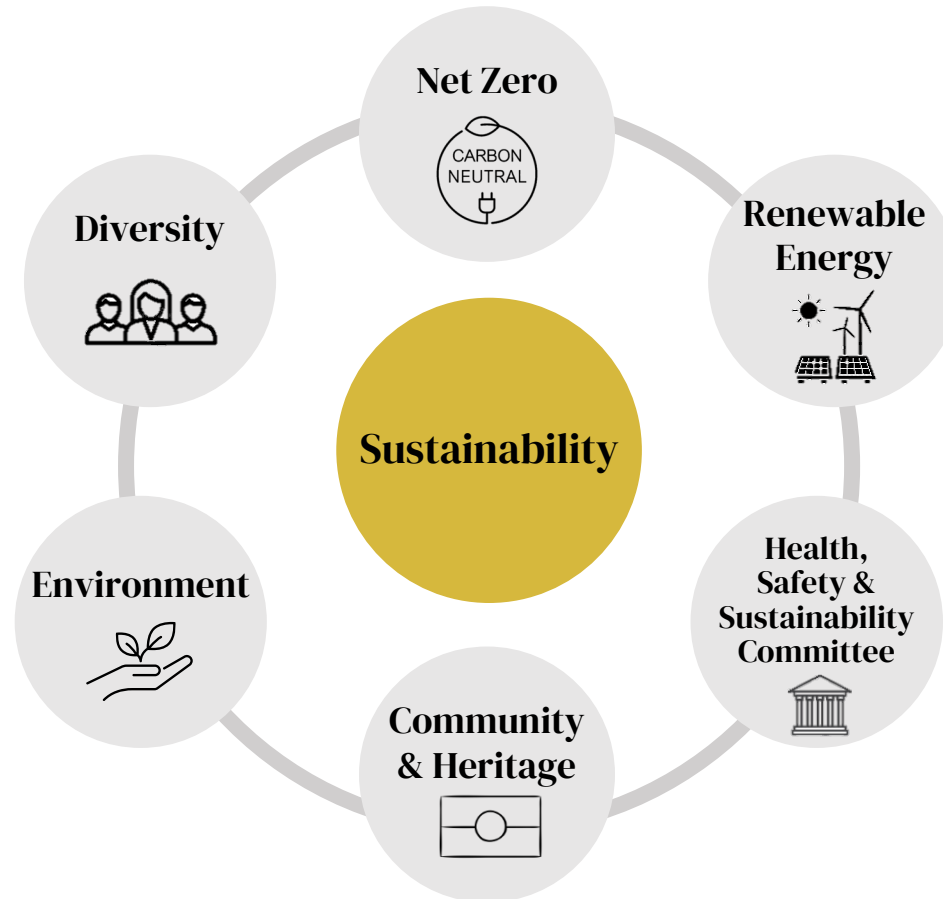 Net Zero
CARBON
NEUTRAL
Diversity
Renewable
Energy
Sustainability
Environment
Health,
Safety &
Sustainability
Committee
Community
& Heritage